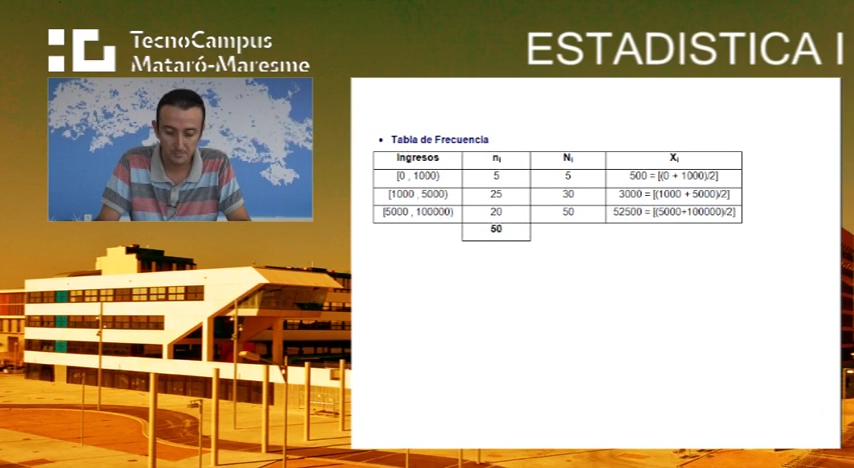 TecnoCampus
Mataró-Maresme
ESTADISTICA I
• Tabla de Frecuencia
Ingresos nᵢ Nᵢ Xᵢ
[0 , 1000) 5 5 500 = [(0 + 1000)/2]
[1000 , 5000) 25 30 3000 = [(1000 + 5000)/2]
[5000 , 100000) 20 50 52500 = [(5000+100000)/2]
50